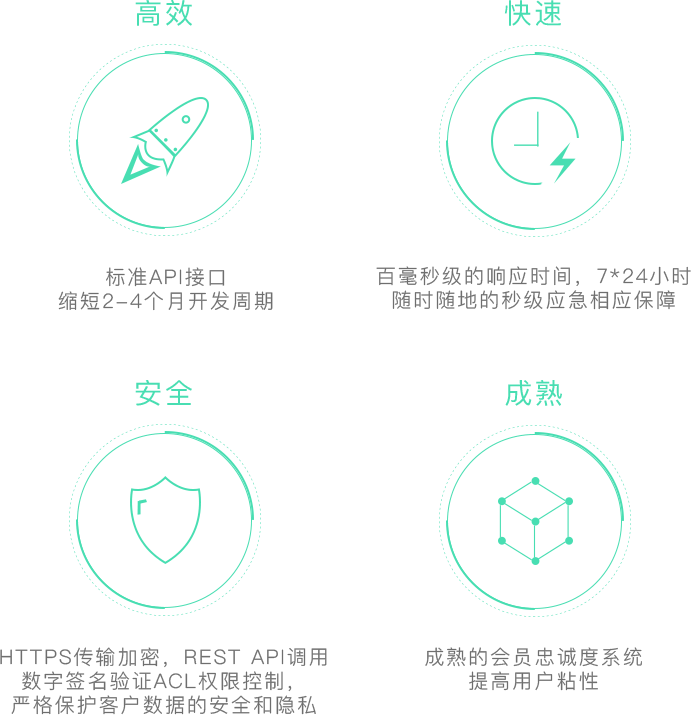 高效
标准API接口
缩短2-4个月开发周期
快速
百毫秒级的响应时间，7*24小时
随时随地的秒级应急相应保障
安全
HTTPS传输加密，REST API调用
数字签名验证ACL权限控制，
严格保护客户数据的安全和隐私
成熟
成熟的会员忠诚度系统
提高用户粘性